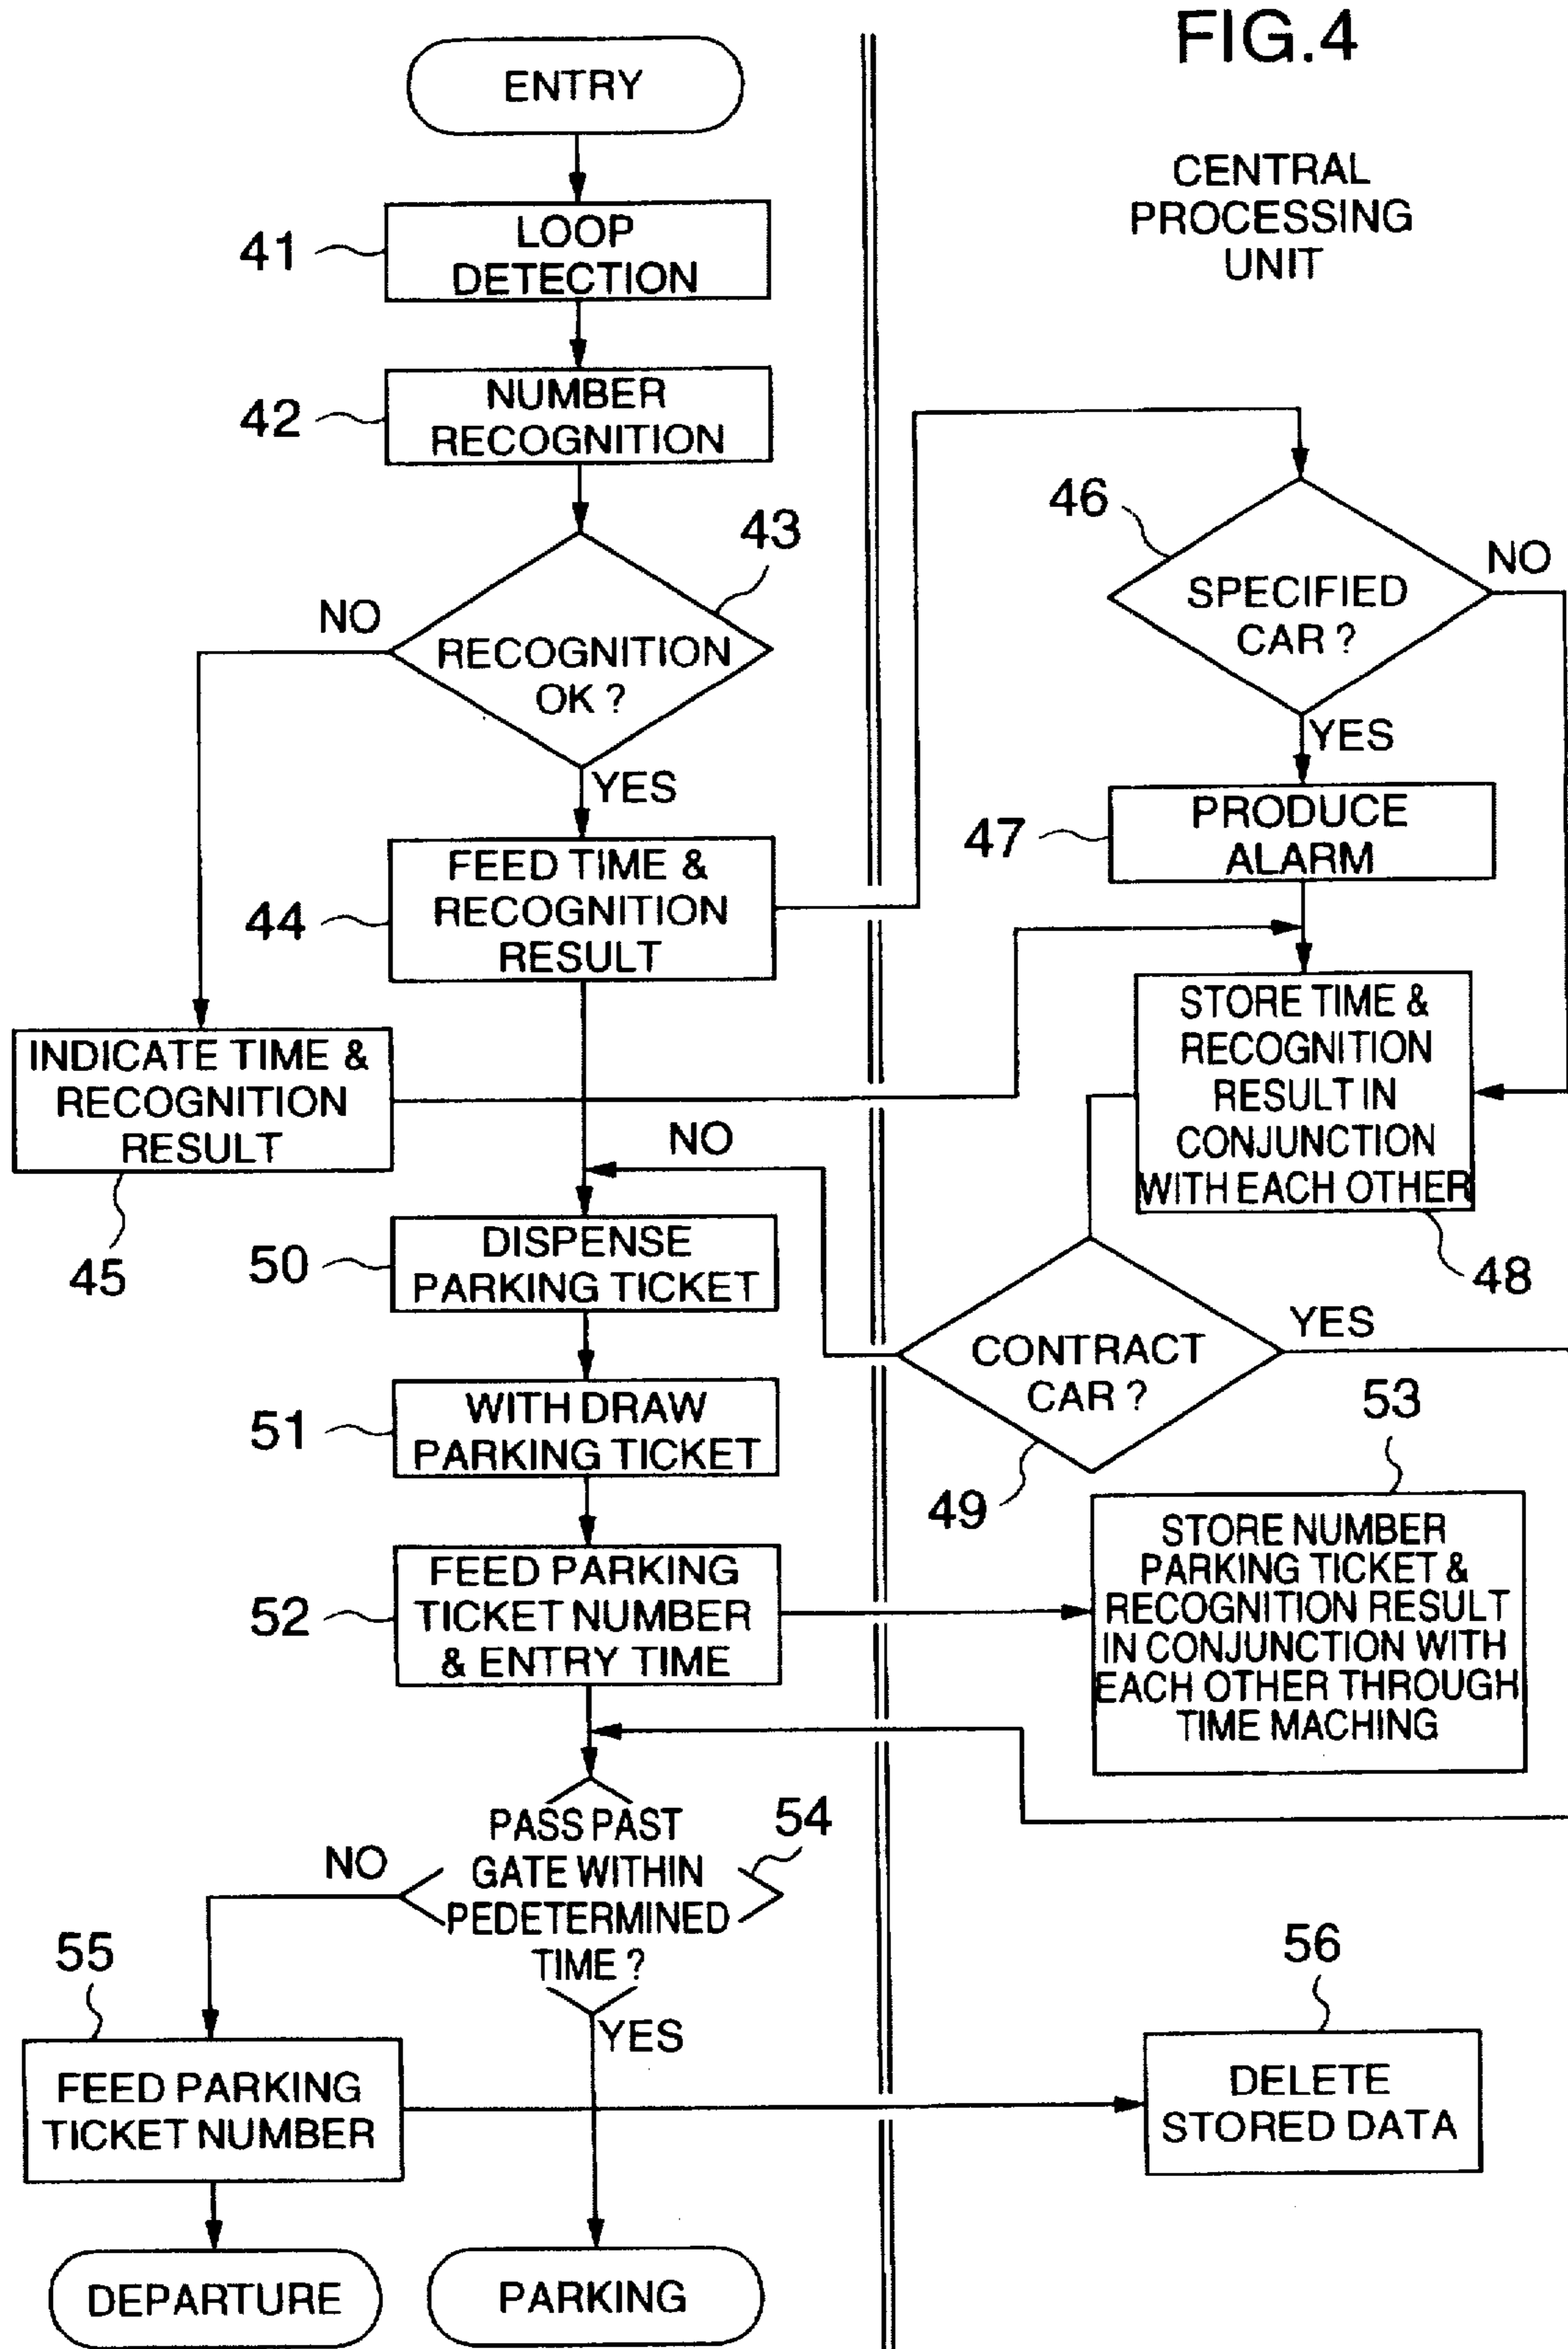 FIG.4
CENTRAL
PROCESSING
UNIT
ENTRY
41
LOOP
DETECTION
42
NUMBER
RECOGNITION
43
NO
RECOGNITION
OK ?
YES
44
FEED TIME &
RECOGNITION
RESULT
INDICATE TIME &
RECOGNITION
RESULT
45
46
NO
SPECIFIED
CAR ?
YES
47
PRODUCE
ALARM
STORE TIME &
RECOGNITION
RESULT IN
CONJUNCTION
WITH EACH OTHER
48
NO
CONTRACT
CAR ?
YES
49
50
DISPENSE
PARKING TICKET
51
WITH DRAW
PARKING TICKET
52
FEED PARKING
TICKET NUMBER
& ENTRY TIME
53
STORE NUMBER
PARKING TICKET &
RECOGNITION RESULT
IN CONJUNCTION WITH
EACH OTHER THROUGH
TIME MACHING
54
NO
PASS PAST
GATE WITHIN
PEDETERMINED
TIME ?
YES
55
FEED PARKING
TICKET NUMBER
56
DELETE
STORED DATA
DEPARTURE
PARKING